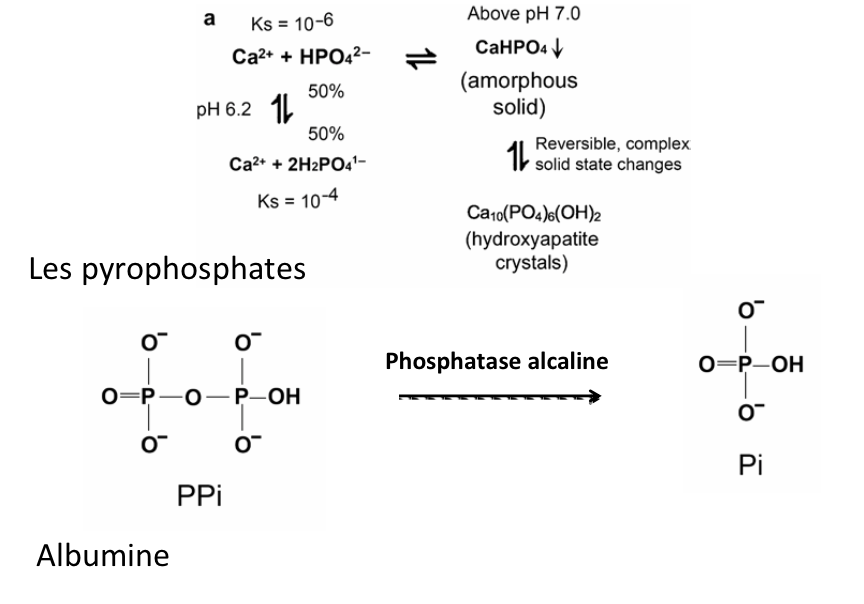 a
Ks = 10⁻⁶
Ca²⁺ + HPO₄²⁻ ⇌
Above pH 7.0
CaHPO₄↓
(amorphous
solid)
pH 6.2 ⥮ 50%
50%
⥮ Reversible, complex
solid state changes
Ca²⁺ + 2H₂PO₄¹⁻
Ks = 10⁻⁴
Ca₁₀(PO₄)₆(OH)₂
(hydroxyapatite
crystals)
Les pyrophosphates
O⁻ O⁻
O=P—O—P—OH
O⁻ O⁻
PPi
Phosphatase alcaline
O⁻
O=P—OH
O⁻
Pi
Albumine